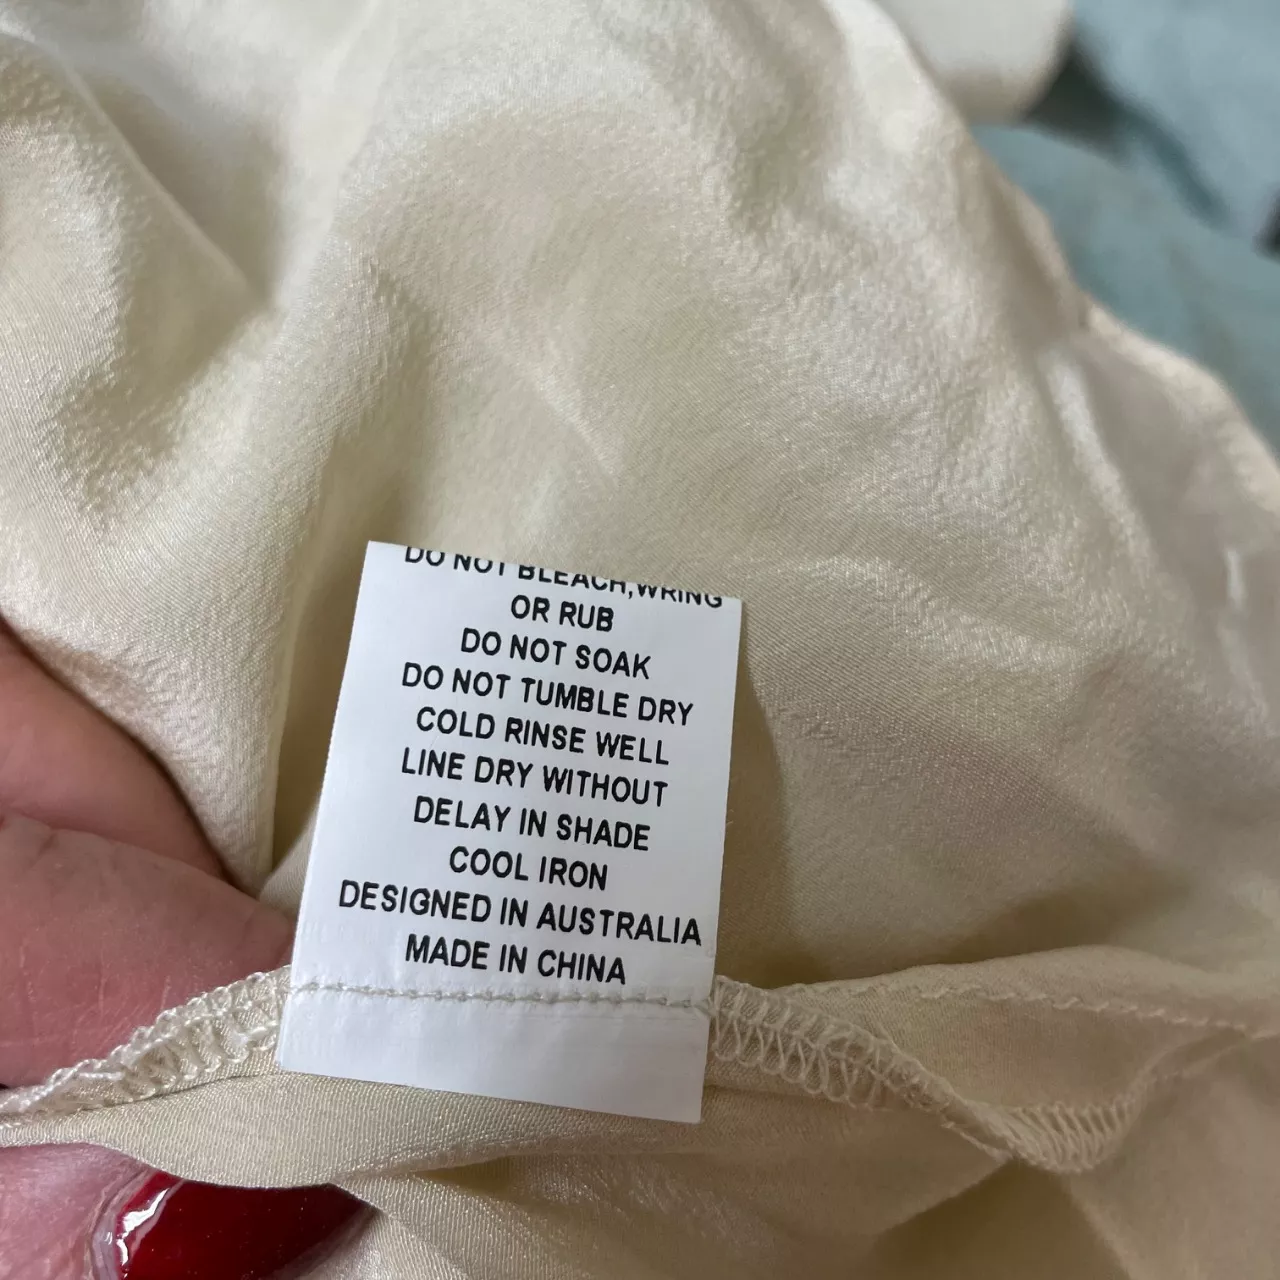 DO NOT BLEACH,WRING
OR RUB
DO NOT SOAK
DO NOT TUMBLE DRY
COLD RINSE WELL
LINE DRY WITHOUT
DELAY IN SHADE
COOL IRON
DESIGNED IN AUSTRALIA
MADE IN CHINA